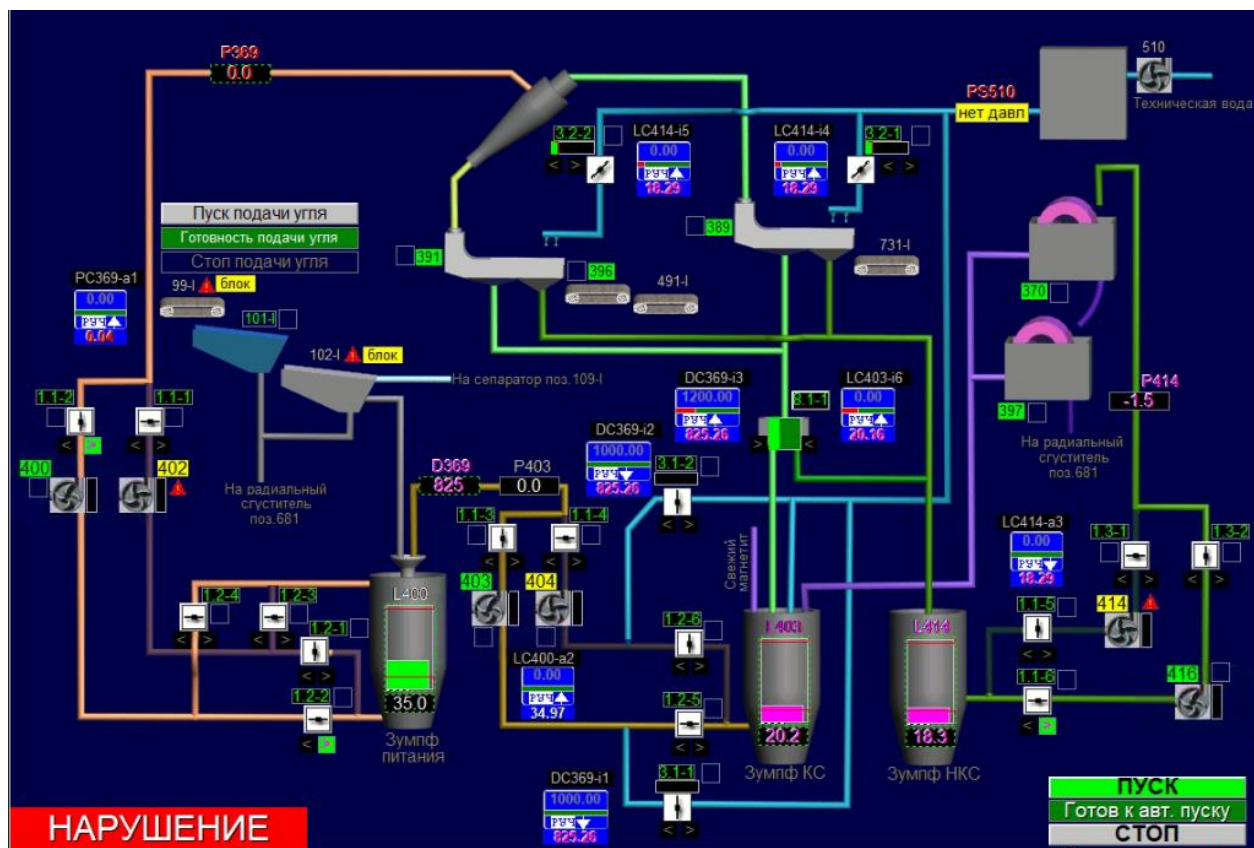 P369
0.0
510
PS510
нет давл
Техническая вода
3.2-2
< >
LC414-i5
0.00
РУЧ
18.29
LC414-i4
0.00
РУЧ
18.29
3.2-1
< >
Пуск подачи угля
Готовность подачи угля
Стоп подачи угля
391
389
731-I
396
491-I
370
PC369-a1
0.00
РУЧ
0.04
99-I
блок
101-I
102-I
блок
На сепаратор поз.109-I
DC369-i3
1200.00
РУЧ
825.26
8.1-1
> <
LC403-i6
0.00
РУЧ
20.16
P414
-1.5
397
На радиальный
сгуститель
поз.681
1.1-2
< >
1.1-1
< >
DC369-i2
1000.00
РУЧ
825.26
3.1-2
< >
400
402
На радиальный
сгуститель
поз.681
D369
825
P403
0.0
1.1-3
< >
1.1-4
< >
403
404
Свежий
магнетит
LC414-a3
0.00
РУЧ
18.29
1.3-1
< >
1.3-2
< >
1.2-4
< >
1.2-3
< >
1.2-1
< >
1.2-2
< >
L400
35.0
Зумпф
питания
LC400-a2
0.00
РУЧ
34.97
1.2-6
< >
1.2-5
< >
L403
20.2
Зумпф КС
L414
18.3
Зумпф НКС
1.1-5
< >
414
1.1-6
< >
416
DC369-i1
1000.00
РУЧ
825.26
3.1-1
< >
НАРУШЕНИЕ
ПУСК
Готов к авт. пуску
СТОП